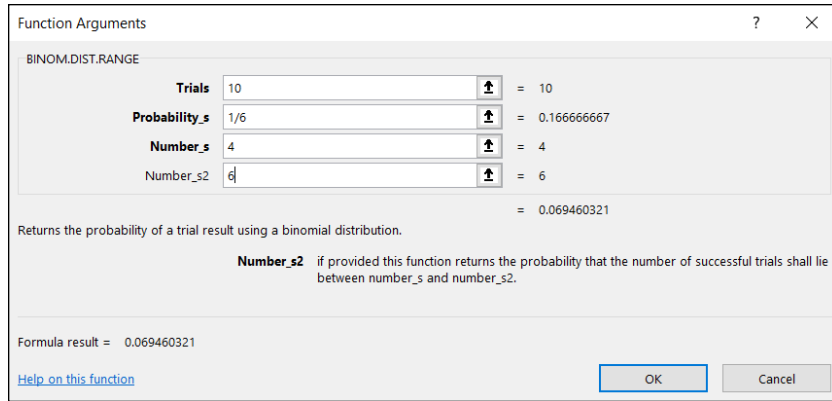 Function Arguments ? ×
BINOM.DIST.RANGE
Trials 10 = 10
Probability_s 1/6 = 0.166666667
Number_s 4 = 4
Number_s2 6 = 6
= 0.069460321
Returns the probability of a trial result using a binomial distribution.
Number_s2 if provided this function returns the probability that the number of successful trials shall lie
between number_s and number_s2.
Formula result = 0.069460321
Help on this function OK Cancel